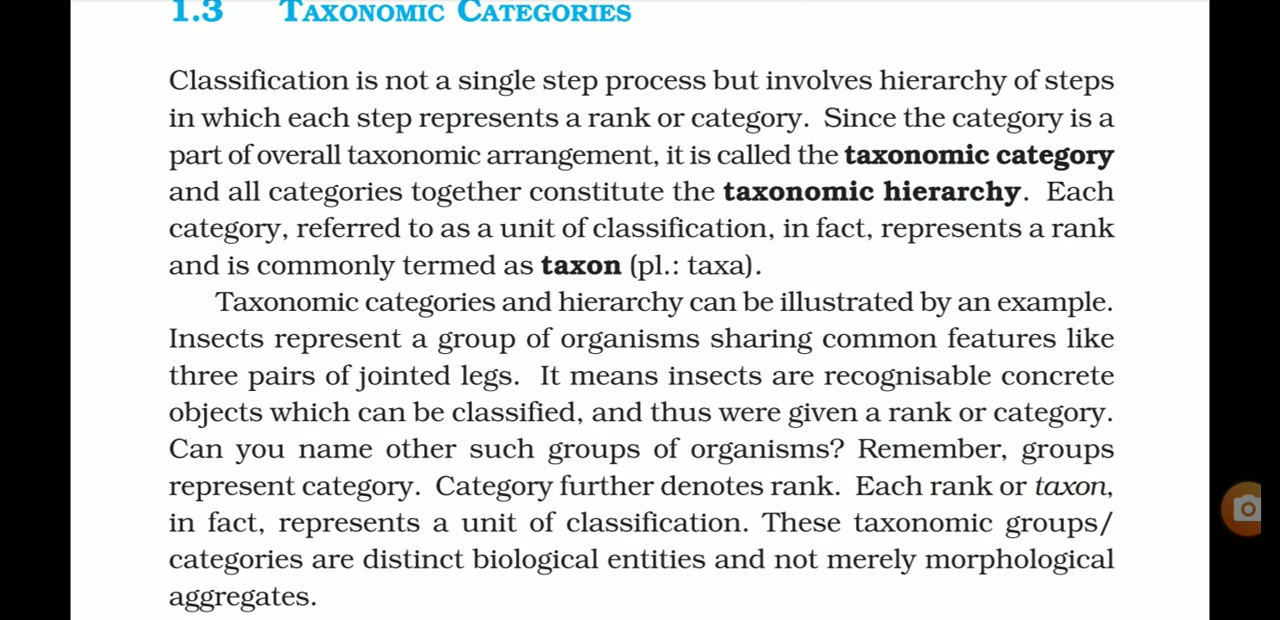 1.3 TAXONOMIC CATEGORIES
Classification is not a single step process but involves hierarchy of steps
in which each step represents a rank or category. Since the category is a
part of overall taxonomic arrangement, it is called the taxonomic category
and all categories together constitute the taxonomic hierarchy. Each
category, referred to as a unit of classification, in fact, represents a rank
and is commonly termed as taxon (pl.: taxa).
Taxonomic categories and hierarchy can be illustrated by an example.
Insects represent a group of organisms sharing common features like
three pairs of jointed legs. It means insects are recognisable concrete
objects which can be classified, and thus were given a rank or category.
Can you name other such groups of organisms? Remember, groups
represent category. Category further denotes rank. Each rank or taxon,
in fact, represents a unit of classification. These taxonomic groups/
categories are distinct biological entities and not merely morphological
aggregates.